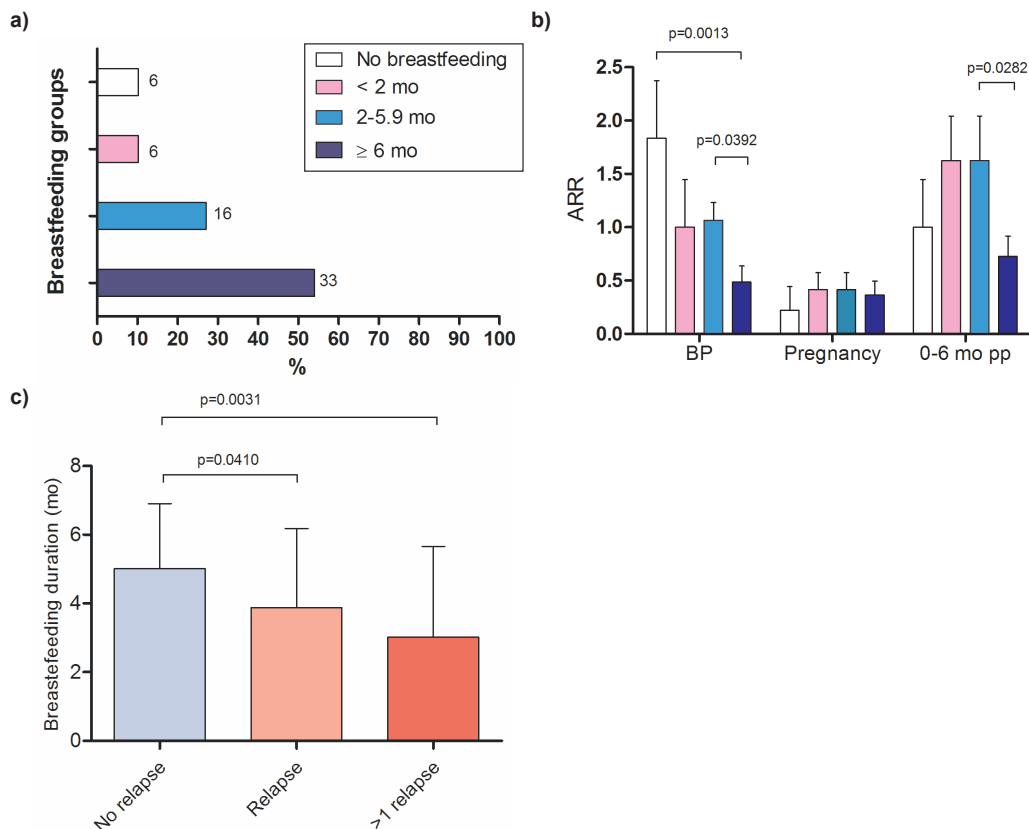 a)
Breastfeeding groups
6
6
16
33
No breastfeeding
< 2 mo
2-5.9 mo
≥ 6 mo
0 10 20 30 40 50 60 70 80 90 100
%
b)
p=0.0013
p=0.0282
p=0.0392
ARR
2.5
2.0
1.5
1.0
0.5
0.0
BP Pregnancy 0-6 mo pp
c)
p=0.0031
p=0.0410
Breastefeeding duration (mo)
8
6
4
2
0
No relapse
Relapse
>1 relapse